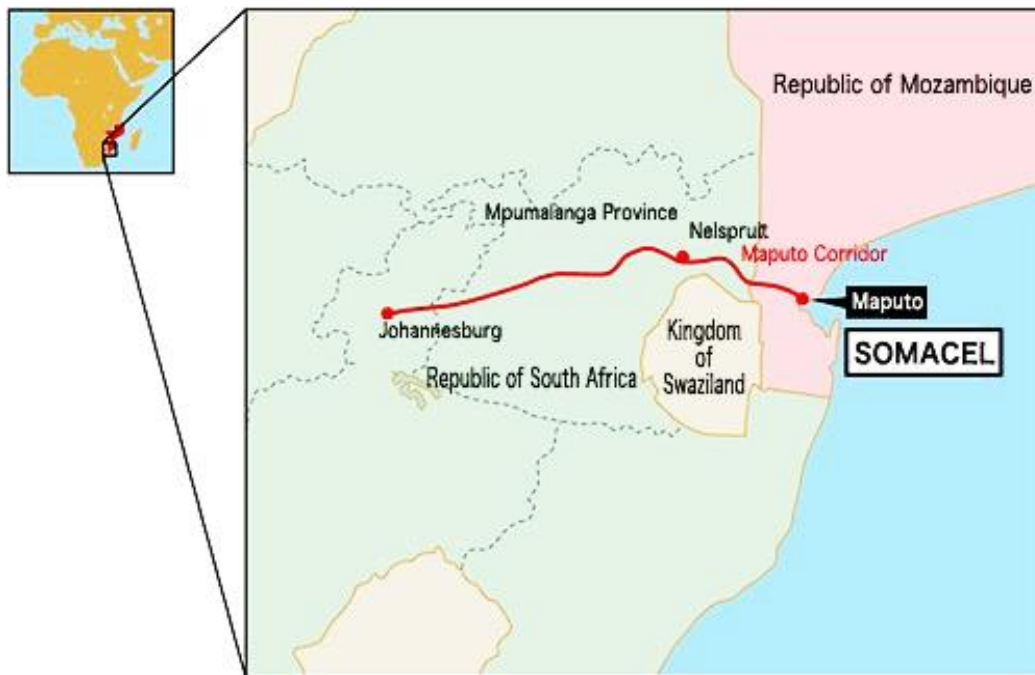 Republic of Mozambique
Mpumalanga Province
Nelspruit
Maputo Corridor
Maputo
Johannesburg
SOMACEL
Kingdom
of
Swaziland
Republic of South Africa